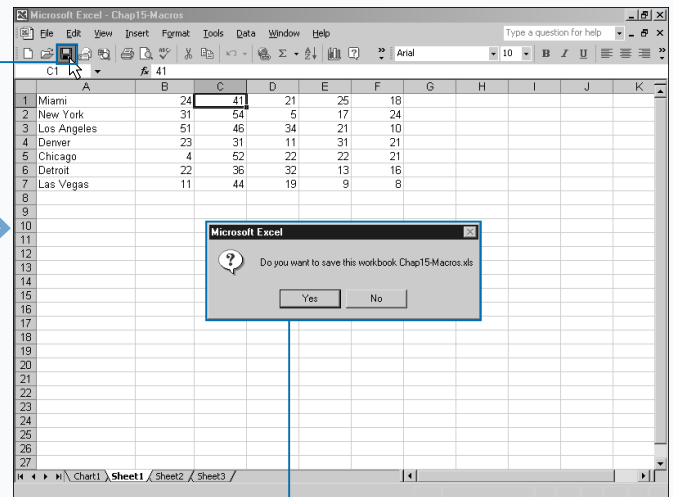 Microsoft Excel - Chap15-Macros
File Edit View Insert Format Tools Data Window Help Type a question for help
Arial 10 B I U
C1 fx 41
A B C D E F G H I J K
1 Miami 24 41 21 25 18
2 New York 31 54 5 17 24
3 Los Angeles 51 46 34 21 10
4 Denver 23 31 11 31 21
5 Chicago 4 52 22 22 21
6 Detroit 22 36 32 13 16
7 Las Vegas 11 44 19 9 8
8
9
10
11
12
13
14
15
16
17
18
19
20
21
22
23
24
25
26
27
Microsoft Excel
Do you want to save this workbook Chap15-Macros.xls
Yes No
Chart1 Sheet1 Sheet2 Sheet3